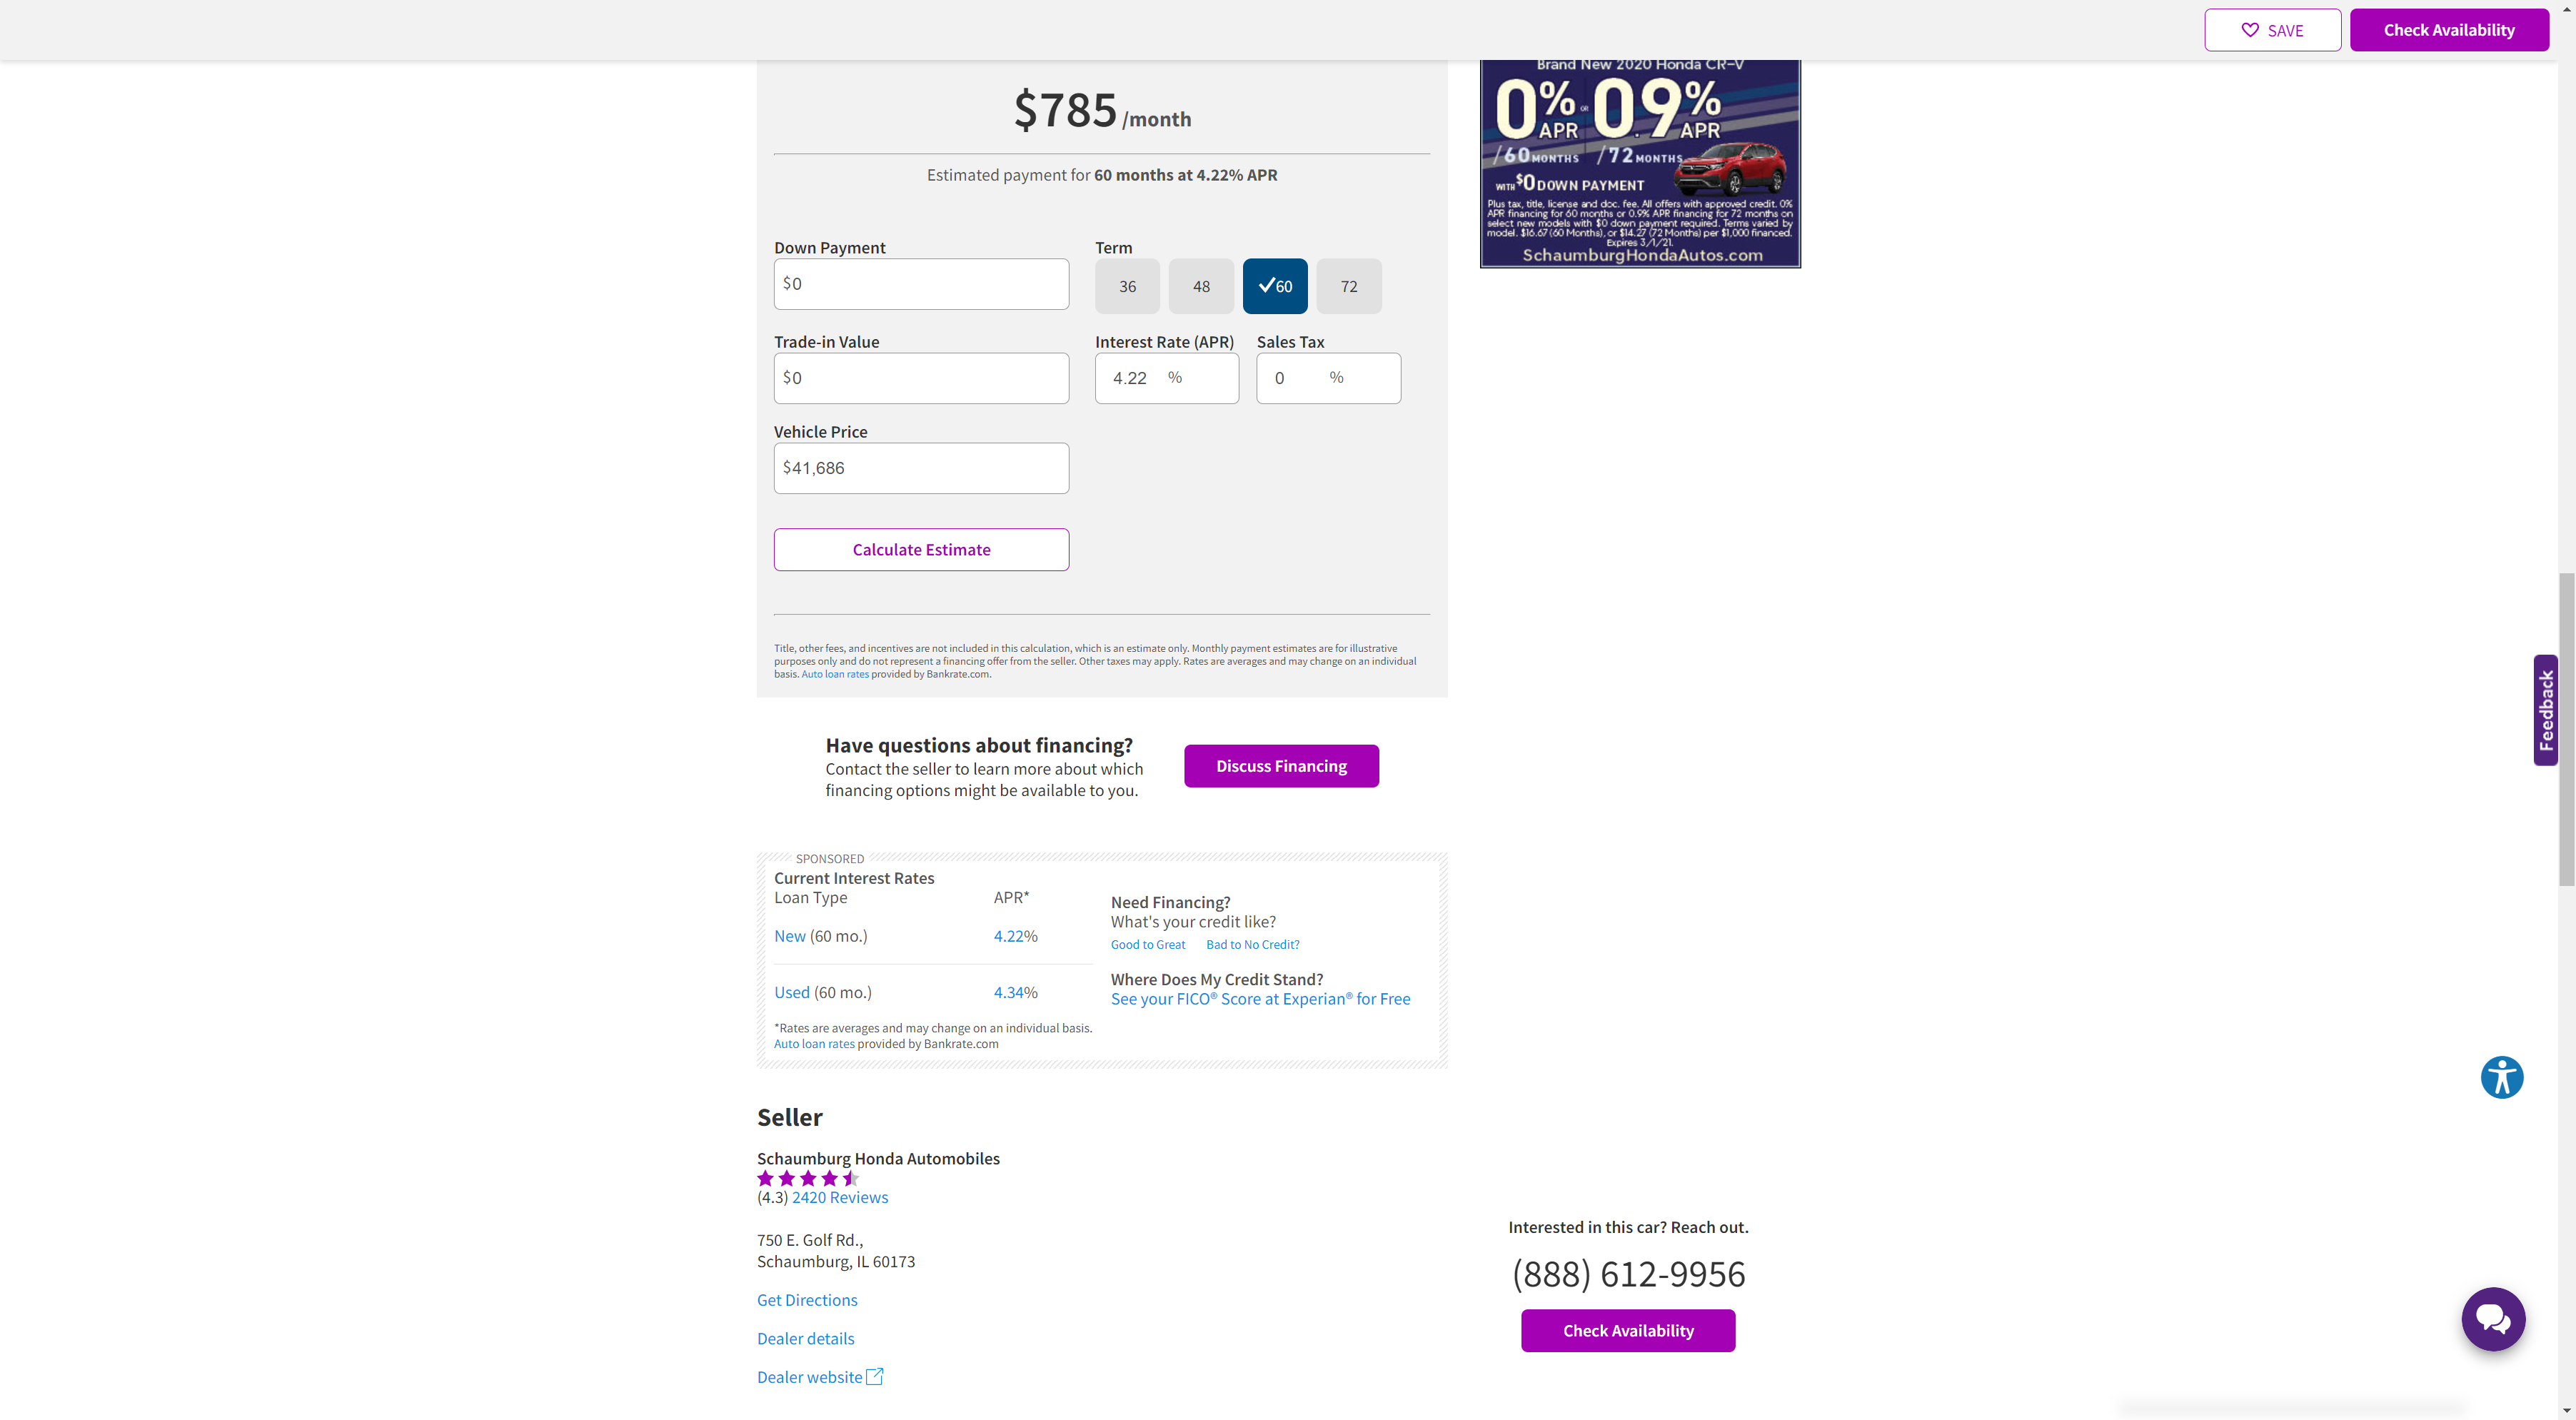 SAVE
Check Availability
$785 /month
Estimated payment for 60 months at 4.22% APR
Down Payment
$0
Term
36
48
60
72
Trade-in Value
$0
Interest Rate (APR)
4.22 %
Sales Tax
0 %
Vehicle Price
$41,686
Calculate Estimate
Title, other fees, and incentives are not included in this calculation, which is an estimate only. Monthly payment estimates are for illustrative
purposes only and do not represent a financing offer from the seller. Other taxes may apply. Rates are averages and may change on an individual
basis. Auto loan rates provided by Bankrate.com.
Brand New 2020 Honda CR-V
0% APR OR 0.9% APR
/60 MONTHS /72 MONTHS
WITH $0 DOWN PAYMENT
Plus tax, title, license and doc. fee. All offers with approved credit. 0%
APR financing for 60 months or 0.9% APR financing for 72 months on
select new models with $0 down payment required. Terms varied by
model. $16.67 (60 Months), or $14.27 (72 Months) per $1,000 financed.
Expires 3/1/21.
SchaumburgHondaAutos.com
Have questions about financing?
Contact the seller to learn more about which
financing options might be available to you.
Discuss Financing
Feedback
SPONSORED
Current Interest Rates
Loan Type APR*
New (60 mo.) 4.22%
Used (60 mo.) 4.34%
*Rates are averages and may change on an individual basis.
Auto loan rates provided by Bankrate.com
Need Financing?
What's your credit like?
Good to Great Bad to No Credit?
Where Does My Credit Stand?
See your FICO® Score at Experian® for Free
Seller
Schaumburg Honda Automobiles
(4.3) 2420 Reviews
750 E. Golf Rd.,
Schaumburg, IL 60173
Get Directions
Dealer details
Dealer website
Interested in this car? Reach out.
(888) 612-9956
Check Availability